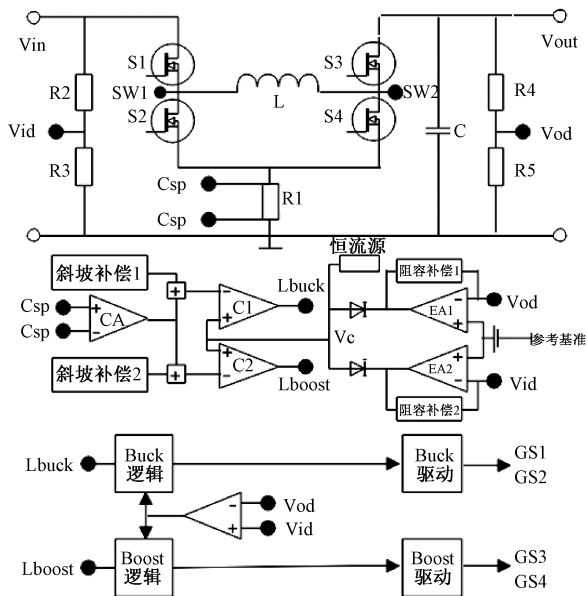 Vin
Vout
S1
S3
R2
SW1
L
SW2
R4
S2
S4
Vid
C
Vod
R3
Csp
R1
R5
Csp
恒流源
斜坡补偿1
Lbuck
阻容补偿1
Csp
C1
Vod
Csp
CA
EA1
Vc
参考基准
C2
EA2
斜坡补偿2
Lboost
Vid
阻容补偿2
Lbuck
Buck
逻辑
Buck
驱动
GS1
GS2
Vod
Vid
Lboost
Boost
逻辑
Boost
驱动
GS3
GS4